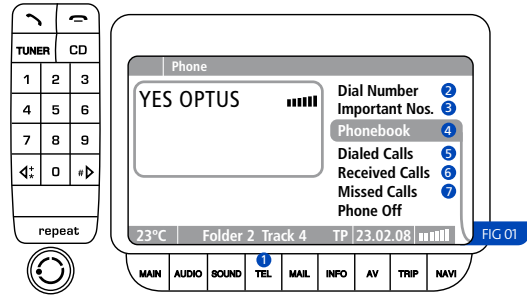 TUNER CD
1 2 3
4 5 6
7 8 9
* 0 #
repeat
Phone
YES OPTUS
Dial Number 2
Important Nos. 3
Phonebook 4
Dialed Calls 5
Received Calls 6
Missed Calls 7
Phone Off
23°C Folder 2 Track 4 TP 23.02.08
FIG 01
1
MAIN AUDIO SOUND TEL MAIL INFO AV TRIP NAVI